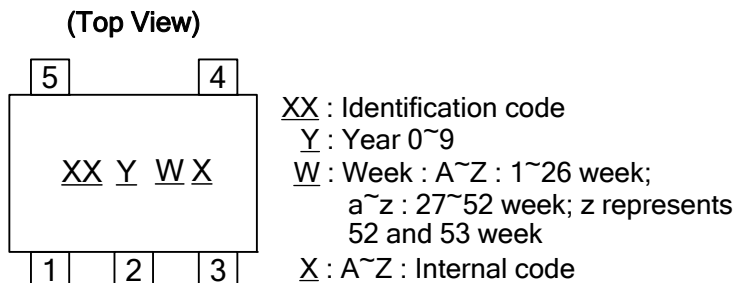 (Top View)
5 4
XX Y W X
1 2 3
XX : Identification code
Y : Year 0~9
W : Week : A~Z : 1~26 week;
a~z : 27~52 week; z represents
52 and 53 week
X : A~Z : Internal code